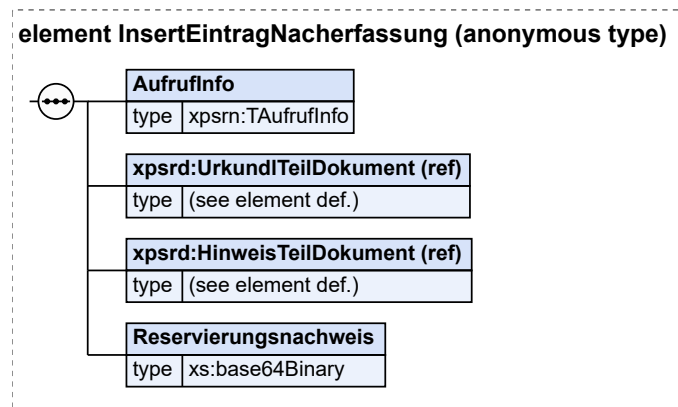 element InsertEintragNacherfassung (anonymous type)
AufrufInfo
type xpsrn:TAufrufInfo
xpsrd:UrkundlTeilDokument (ref)
type (see element def.)
xpsrd:HinweisTeilDokument (ref)
type (see element def.)
Reservierungsnachweis
type xs:base64Binary